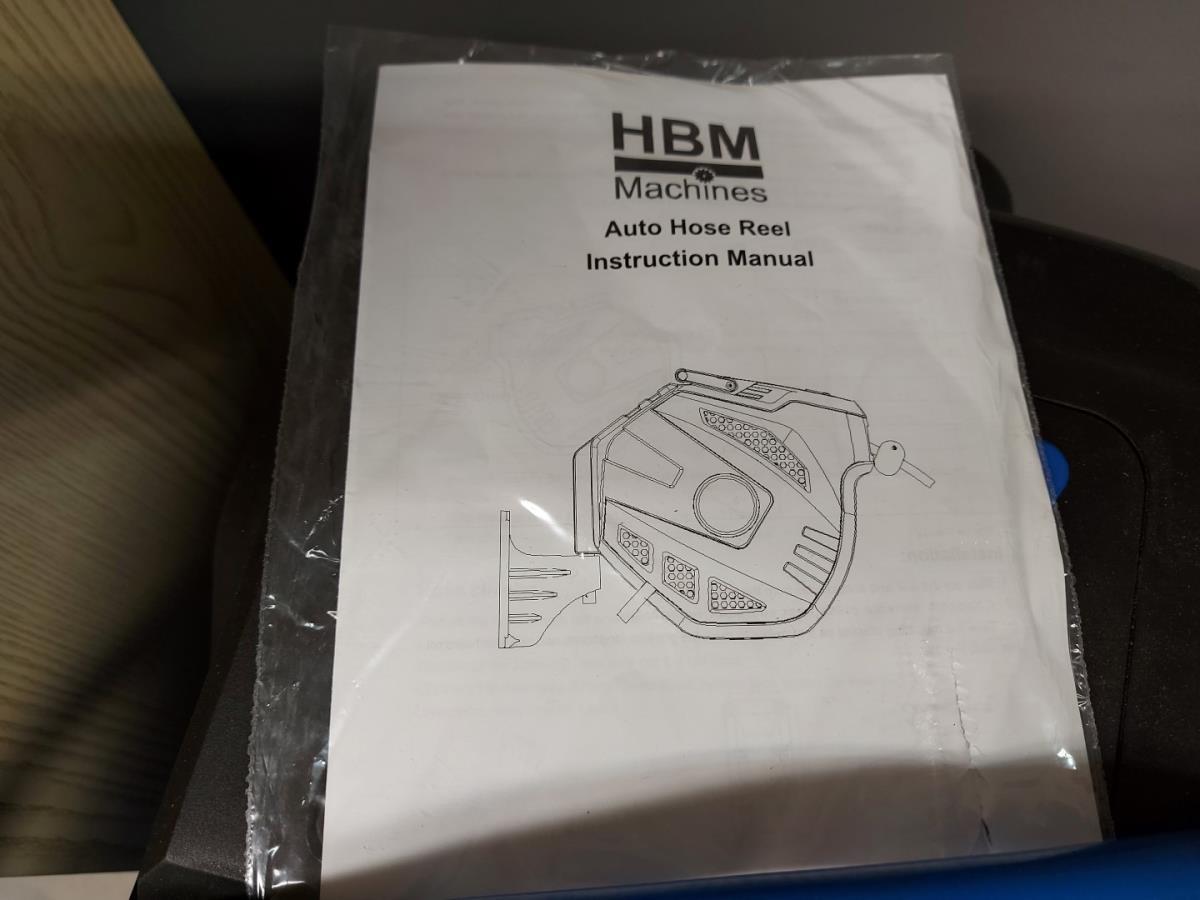 HBM
Machines
Auto Hose Reel
Instruction Manual